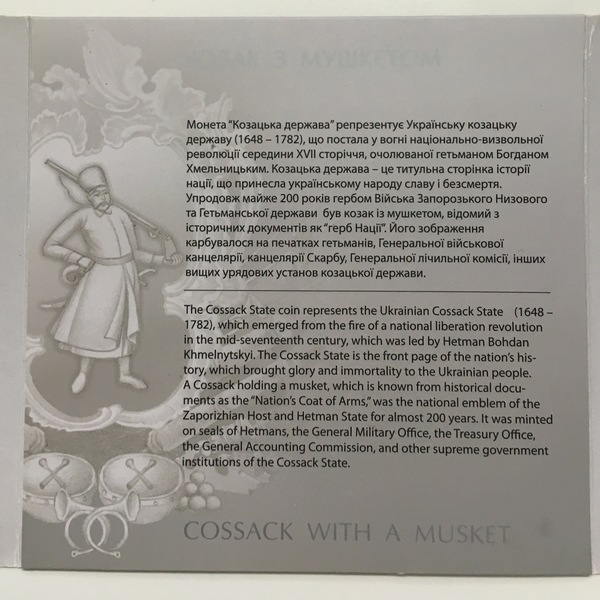 КОЗАК З МУШКЕТОМ
Монета “Козацька держава” репрезентує Українську козацьку
державу (1648 – 1782), що постала у вогні національно-визвольної
революції середини XVII сторіччя, очолюваної гетьманом Богданом
Хмельницьким. Козацька держава – це титульна сторінка історії
нації, що принесла українському народу славу і безсмертя.
Упродовж майже 200 років гербом Війська Запорозького Низового
та Гетьманської держави був козак із мушкетом, відомий з
історичних документів як “герб Нації”. Його зображення
карбувалося на печатках гетьманів, Генеральної військової
канцелярії, канцелярії Скарбу, Генеральної лічильної комісії, інших
вищих урядових установ козацької держави.
The Cossack State coin represents the Ukrainian Cossack State (1648 –
1782), which emerged from the fire of a national liberation revolution
in the mid-seventeenth century, which was led by Hetman Bohdan
Khmelnytskyi. The Cossack State is the front page of the nation’s his-
tory, which brought glory and immortality to the Ukrainian people.
A Cossack holding a musket, which is known from historical docu-
ments as the “Nation’s Coat of Arms,” was the national emblem of the
Zaporizhian Host and Hetman State for almost 200 years. It was minted
on seals of Hetmans, the General Military Office, the Treasury Office,
the General Accounting Commission, and other supreme government
institutions of the Cossack State.
COSSACK WITH A MUSKET